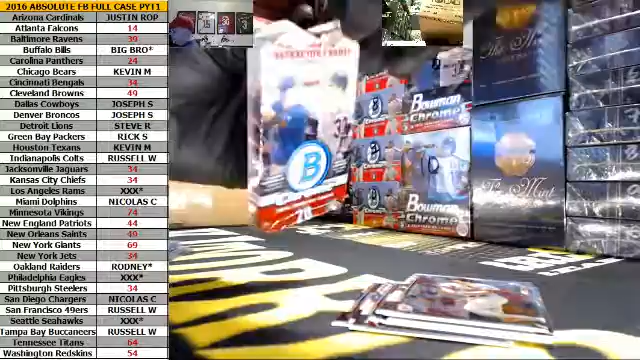 2016 ABSOLUTE FB FULL CASE PYT1
Arizona Cardinals JUSTIN ROP
Atlanta Falcons 14
Baltimore Ravens 39
Buffalo Bills BIG BRO*
Carolina Panthers 24
Chicago Bears KEVIN M
Cincinnati Bengals 34
Cleveland Browns 49
Dallas Cowboys JOSEPH S
Denver Broncos JOSEPH S
Detroit Lions STEVE R
Green Bay Packers RICK S
Houston Texans KEVIN M
Indianapolis Colts RUSSELL W
Jacksonville Jaguars 34
Kansas City Chiefs 34
Los Angeles Rams XXX*
Miami Dolphins NICOLAS C
Minnesota Vikings 74
New England Patriots 44
New Orleans Saints 49
New York Giants 69
New York Jets 34
Oakland Raiders RODNEY*
Philadelphia Eagles XXX*
Pittsburgh Steelers 34
San Diego Chargers NICOLAS C
San Francisco 49ers RUSSELL W
Seattle Seahawks XXX*
Tampa Bay Buccaneers RUSSELL W
Tennessee Titans 64
Washington Redskins 54
B
Bowman
Chrome
Bowman
Chrome